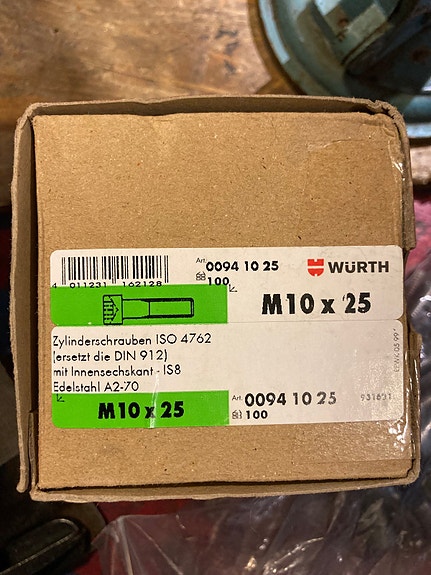 Art. 0094 10 25
WÜRTH
4 011231 162128
100
M10 x 25
Zylinderschrauben ISO 4762
(ersetzt die DIN 912)
mit Innensechskant - IS8
Edelstahl A2-70
M10 x 25
Art. 0094 10 25
100